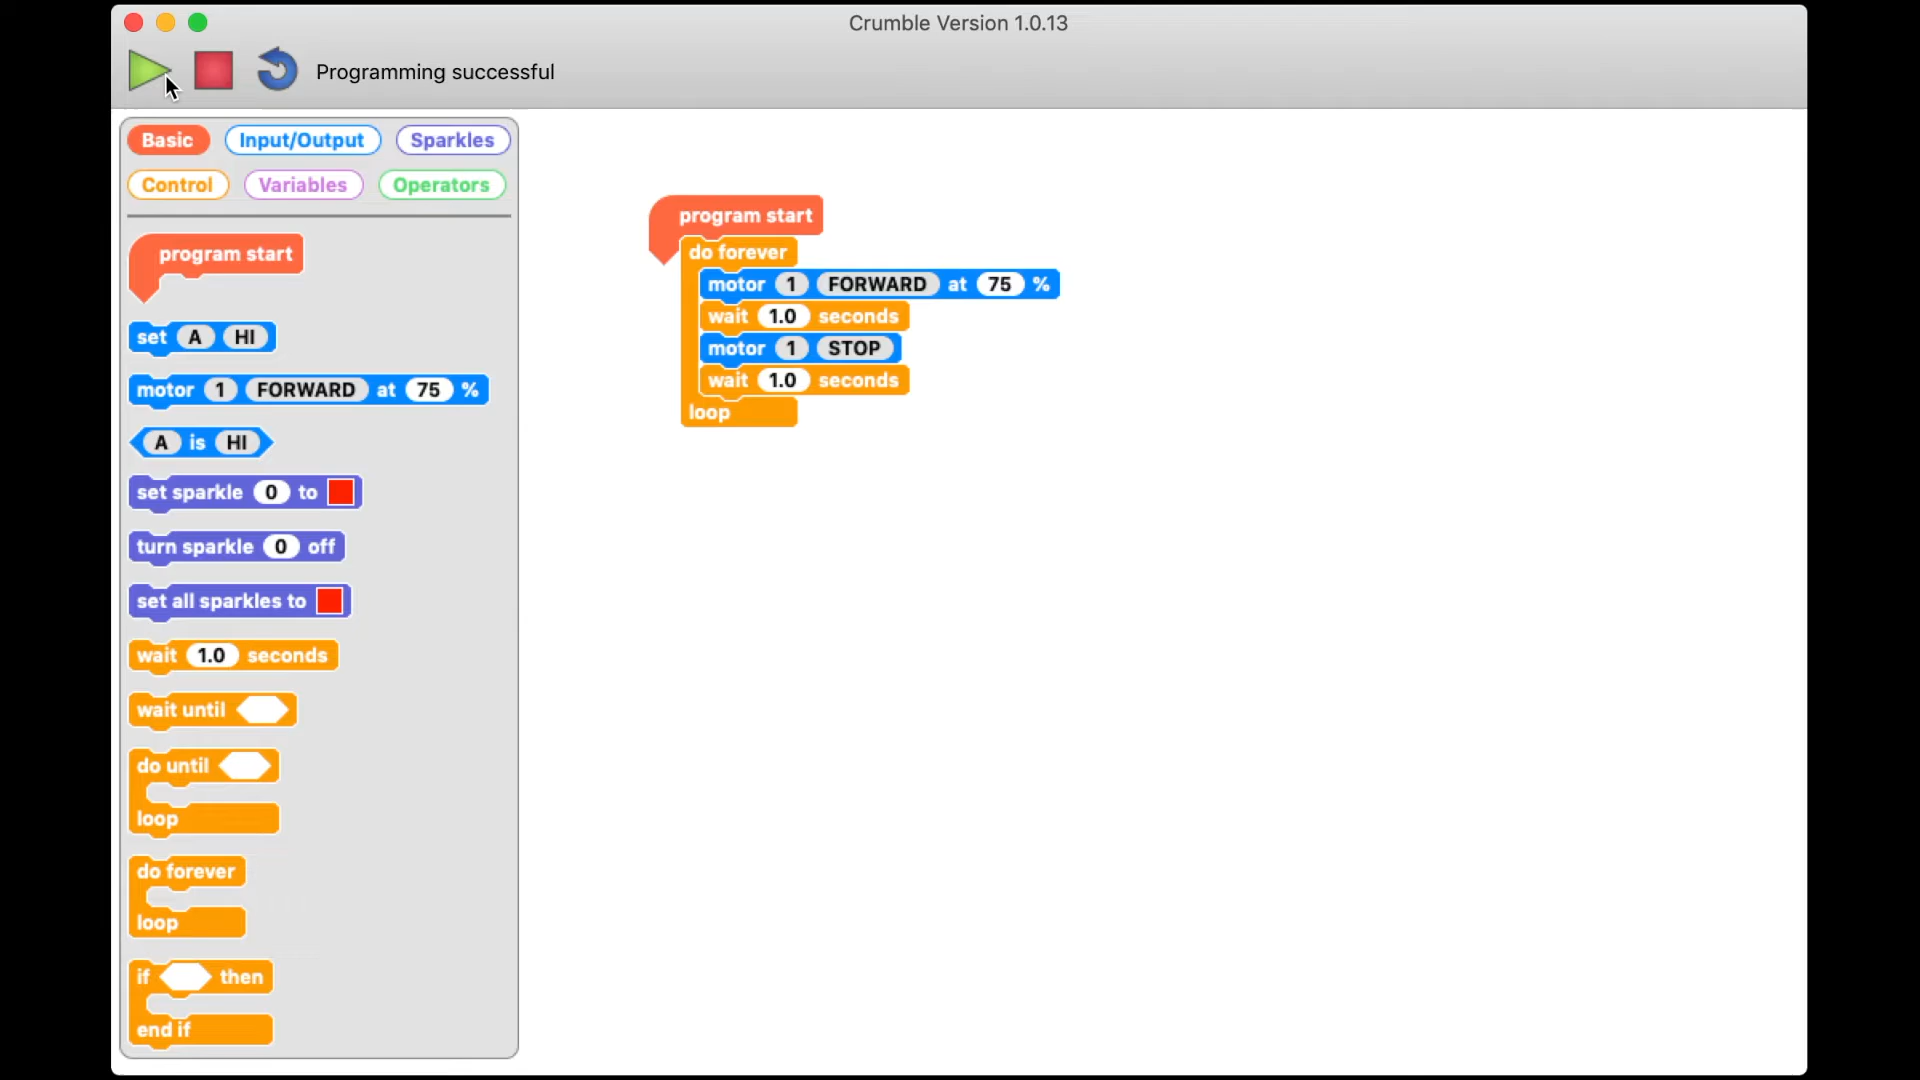 Crumble Version 1.0.13
Programming successful
Basic Input/Output Sparkles
Control Variables Operators
program start
set A HI
motor 1 FORWARD at 75 %
A is HI
set sparkle 0 to
turn sparkle 0 off
set all sparkles to
wait 1.0 seconds
wait until
do until
loop
do forever
loop
if then
end if
program start
do forever
motor 1 FORWARD at 75 %
wait 1.0 seconds
motor 1 STOP
wait 1.0 seconds
loop